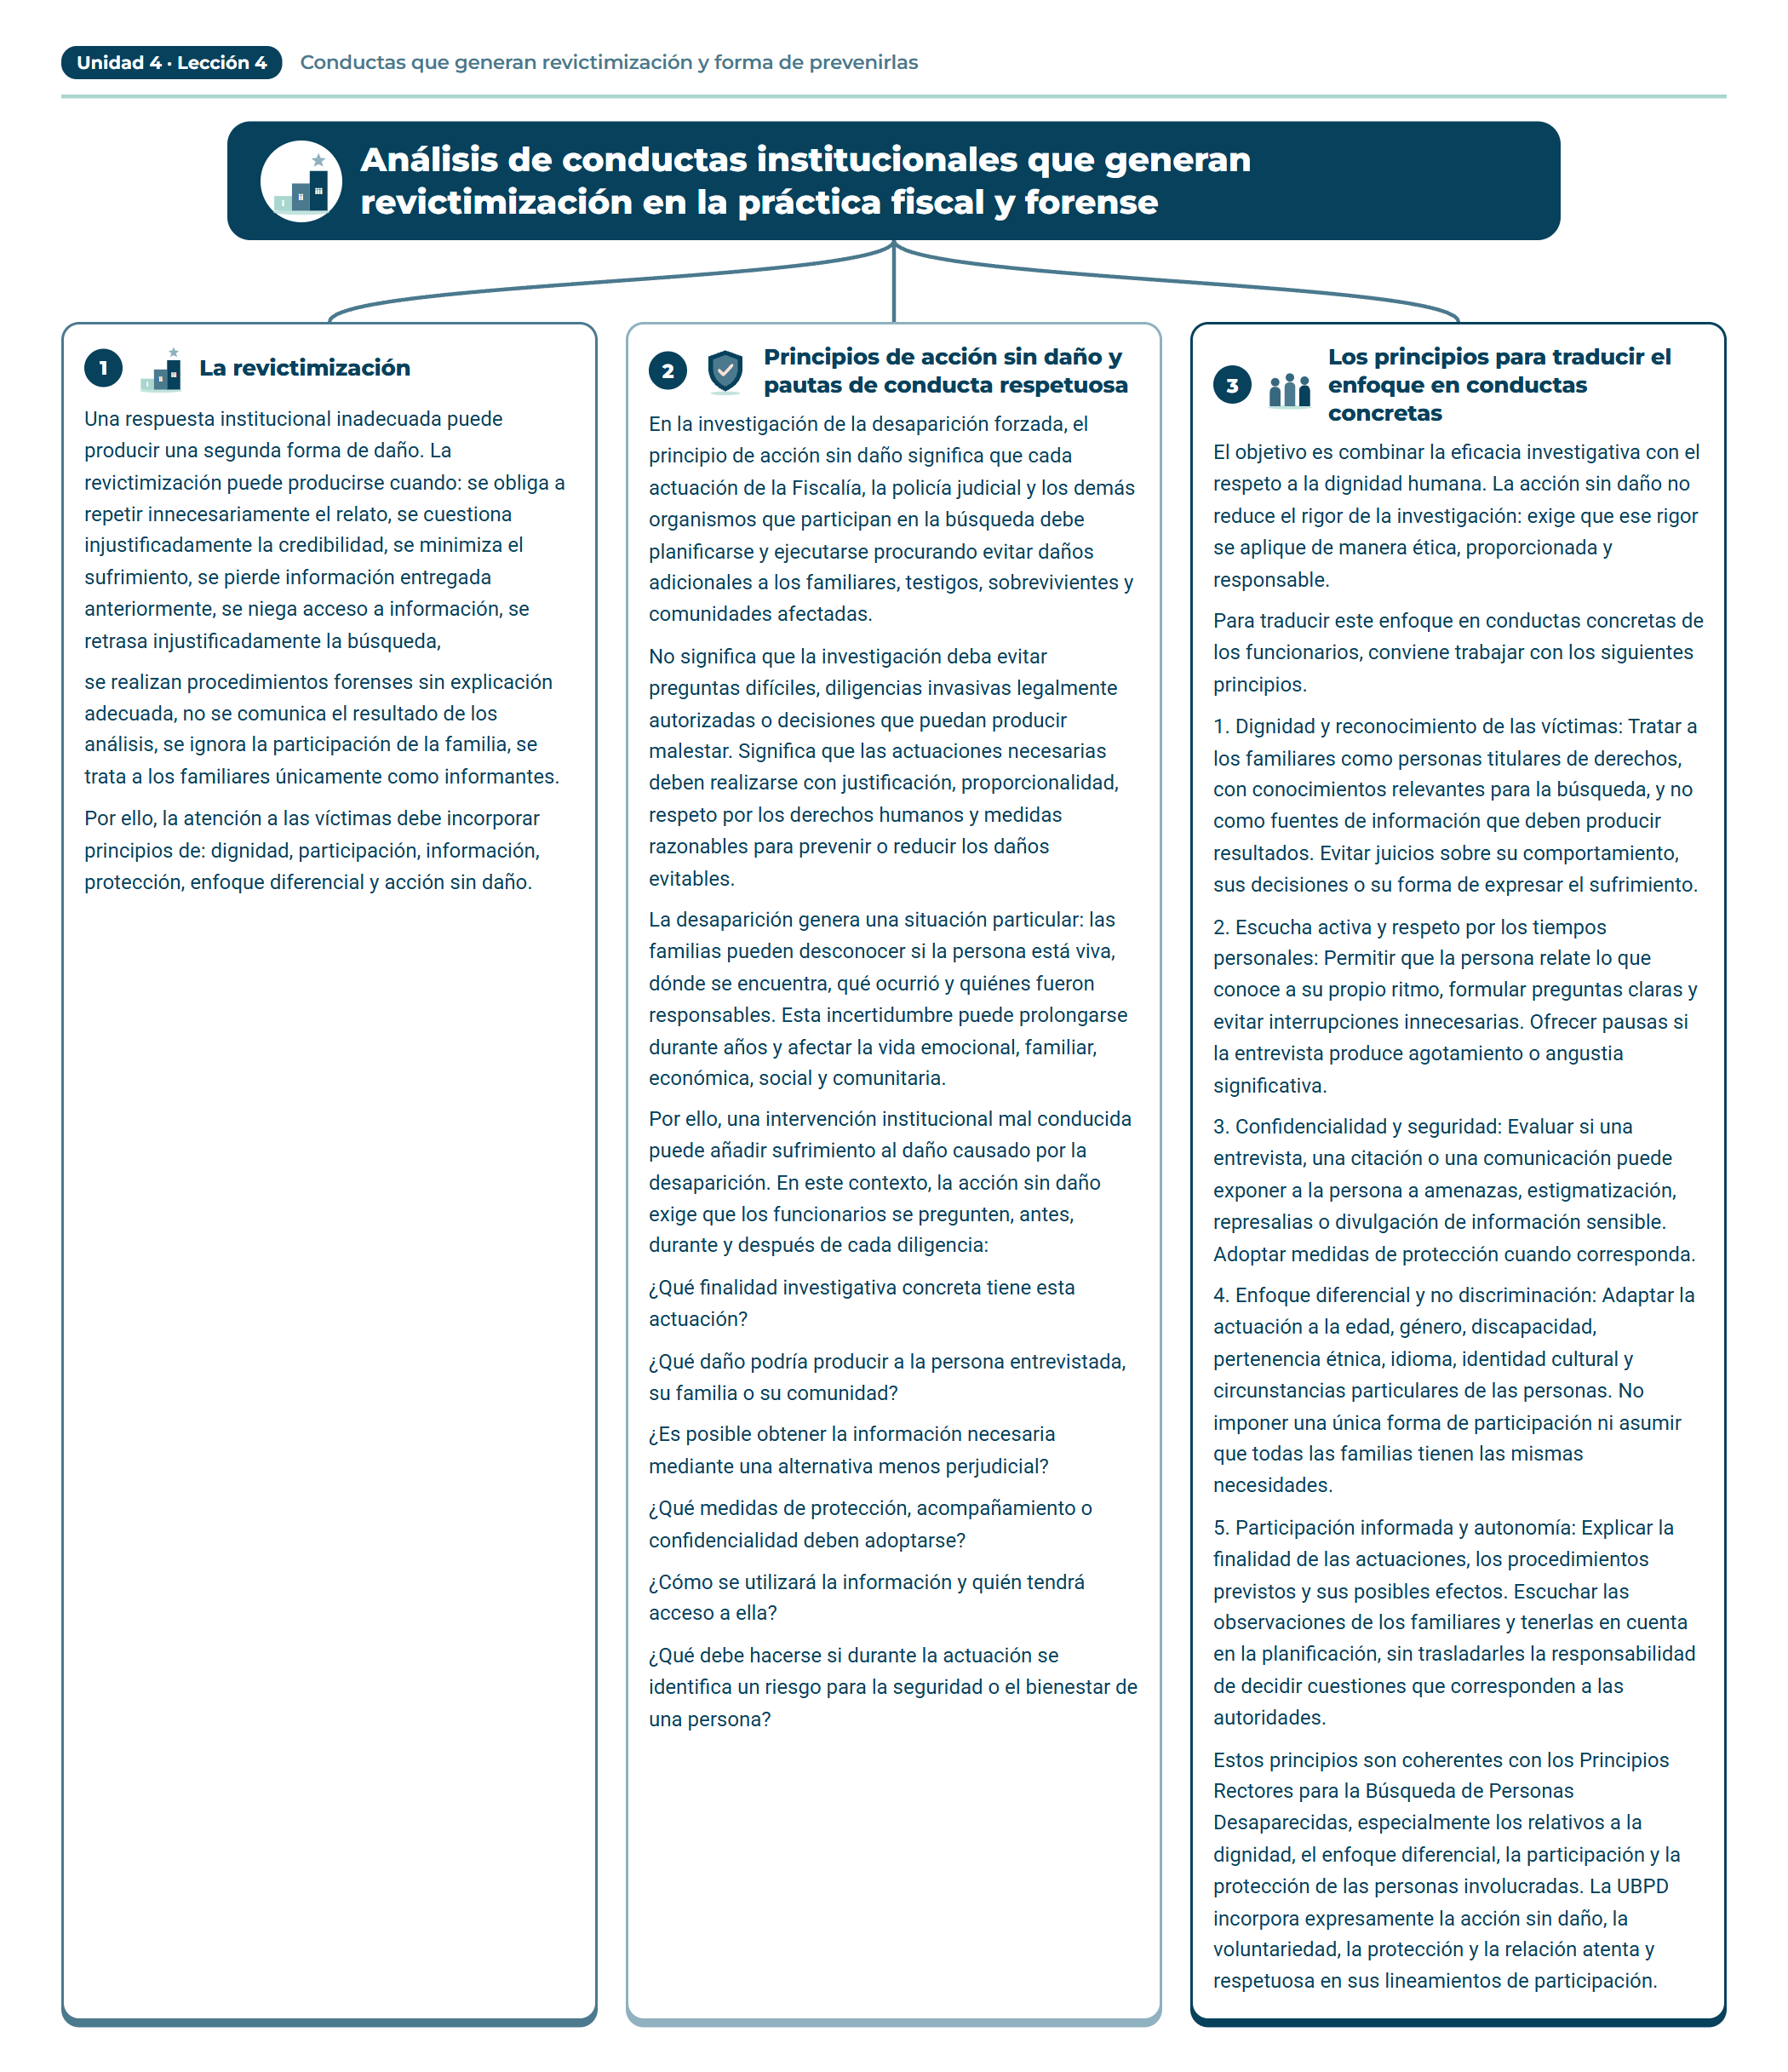 Unidad 4 · Lección 4
Conductas que generan revictimización y forma de prevenirlas
i
ii
iii
Análisis de conductas institucionales que generan
revictimización en la práctica fiscal y forense
1
i
ii
iii
La revictimización
Una respuesta institucional inadecuada puede
producir una segunda forma de daño. La
revictimización puede producirse cuando: se obliga a
repetir innecesariamente el relato, se cuestiona
injustificadamente la credibilidad, se minimiza el
sufrimiento, se pierde información entregada
anteriormente, se niega acceso a información, se
retrasa injustificadamente la búsqueda,
se realizan procedimientos forenses sin explicación
adecuada, no se comunica el resultado de los
análisis, se ignora la participación de la familia, se
trata a los familiares únicamente como informantes.
Por ello, la atención a las víctimas debe incorporar
principios de: dignidad, participación, información,
protección, enfoque diferencial y acción sin daño.
2
Principios de acción sin daño y
pautas de conducta respetuosa
En la investigación de la desaparición forzada, el
principio de acción sin daño significa que cada
actuación de la Fiscalía, la policía judicial y los demás
organismos que participan en la búsqueda debe
planificarse y ejecutarse procurando evitar daños
adicionales a los familiares, testigos, sobrevivientes y
comunidades afectadas.
No significa que la investigación deba evitar
preguntas difíciles, diligencias invasivas legalmente
autorizadas o decisiones que puedan producir
malestar. Significa que las actuaciones necesarias
deben realizarse con justificación, proporcionalidad,
respeto por los derechos humanos y medidas
razonables para prevenir o reducir los daños
evitables.
La desaparición genera una situación particular: las
familias pueden desconocer si la persona está viva,
dónde se encuentra, qué ocurrió y quiénes fueron
responsables. Esta incertidumbre puede prolongarse
durante años y afectar la vida emocional, familiar,
económica, social y comunitaria.
Por ello, una intervención institucional mal conducida
puede añadir sufrimiento al daño causado por la
desaparición. En este contexto, la acción sin daño
exige que los funcionarios se pregunten, antes,
durante y después de cada diligencia:
¿Qué finalidad investigativa concreta tiene esta
actuación?
¿Qué daño podría producir a la persona entrevistada,
su familia o su comunidad?
¿Es posible obtener la información necesaria
mediante una alternativa menos perjudicial?
¿Qué medidas de protección, acompañamiento o
confidencialidad deben adoptarse?
¿Cómo se utilizará la información y quién tendrá
acceso a ella?
¿Qué debe hacerse si durante la actuación se
identifica un riesgo para la seguridad o el bienestar de
una persona?
3
Los principios para traducir el
enfoque en conductas
concretas
El objetivo es combinar la eficacia investigativa con el
respeto a la dignidad humana. La acción sin daño no
reduce el rigor de la investigación: exige que ese rigor
se aplique de manera ética, proporcionada y
responsable.
Para traducir este enfoque en conductas concretas de
los funcionarios, conviene trabajar con los siguientes
principios.
1. Dignidad y reconocimiento de las víctimas: Tratar a
los familiares como personas titulares de derechos,
con conocimientos relevantes para la búsqueda, y no
como fuentes de información que deben producir
resultados. Evitar juicios sobre su comportamiento,
sus decisiones o su forma de expresar el sufrimiento.
2. Escucha activa y respeto por los tiempos
personales: Permitir que la persona relate lo que
conoce a su propio ritmo, formular preguntas claras y
evitar interrupciones innecesarias. Ofrecer pausas si
la entrevista produce agotamiento o angustia
significativa.
3. Confidencialidad y seguridad: Evaluar si una
entrevista, una citación o una comunicación puede
exponer a la persona a amenazas, estigmatización,
represalias o divulgación de información sensible.
Adoptar medidas de protección cuando corresponda.
4. Enfoque diferencial y no discriminación: Adaptar la
actuación a la edad, género, discapacidad,
pertenencia étnica, idioma, identidad cultural y
circunstancias particulares de las personas. No
imponer una única forma de participación ni asumir
que todas las familias tienen las mismas
necesidades.
5. Participación informada y autonomía: Explicar la
finalidad de las actuaciones, los procedimientos
previstos y sus posibles efectos. Escuchar las
observaciones de los familiares y tenerlas en cuenta
en la planificación, sin trasladarles la responsabilidad
de decidir cuestiones que corresponden a las
autoridades.
Estos principios son coherentes con los Principios
Rectores para la Búsqueda de Personas
Desaparecidas, especialmente los relativos a la
dignidad, el enfoque diferencial, la participación y la
protección de las personas involucradas. La UBPD
incorpora expresamente la acción sin daño, la
voluntariedad, la protección y la relación atenta y
respetuosa en sus lineamientos de participación.